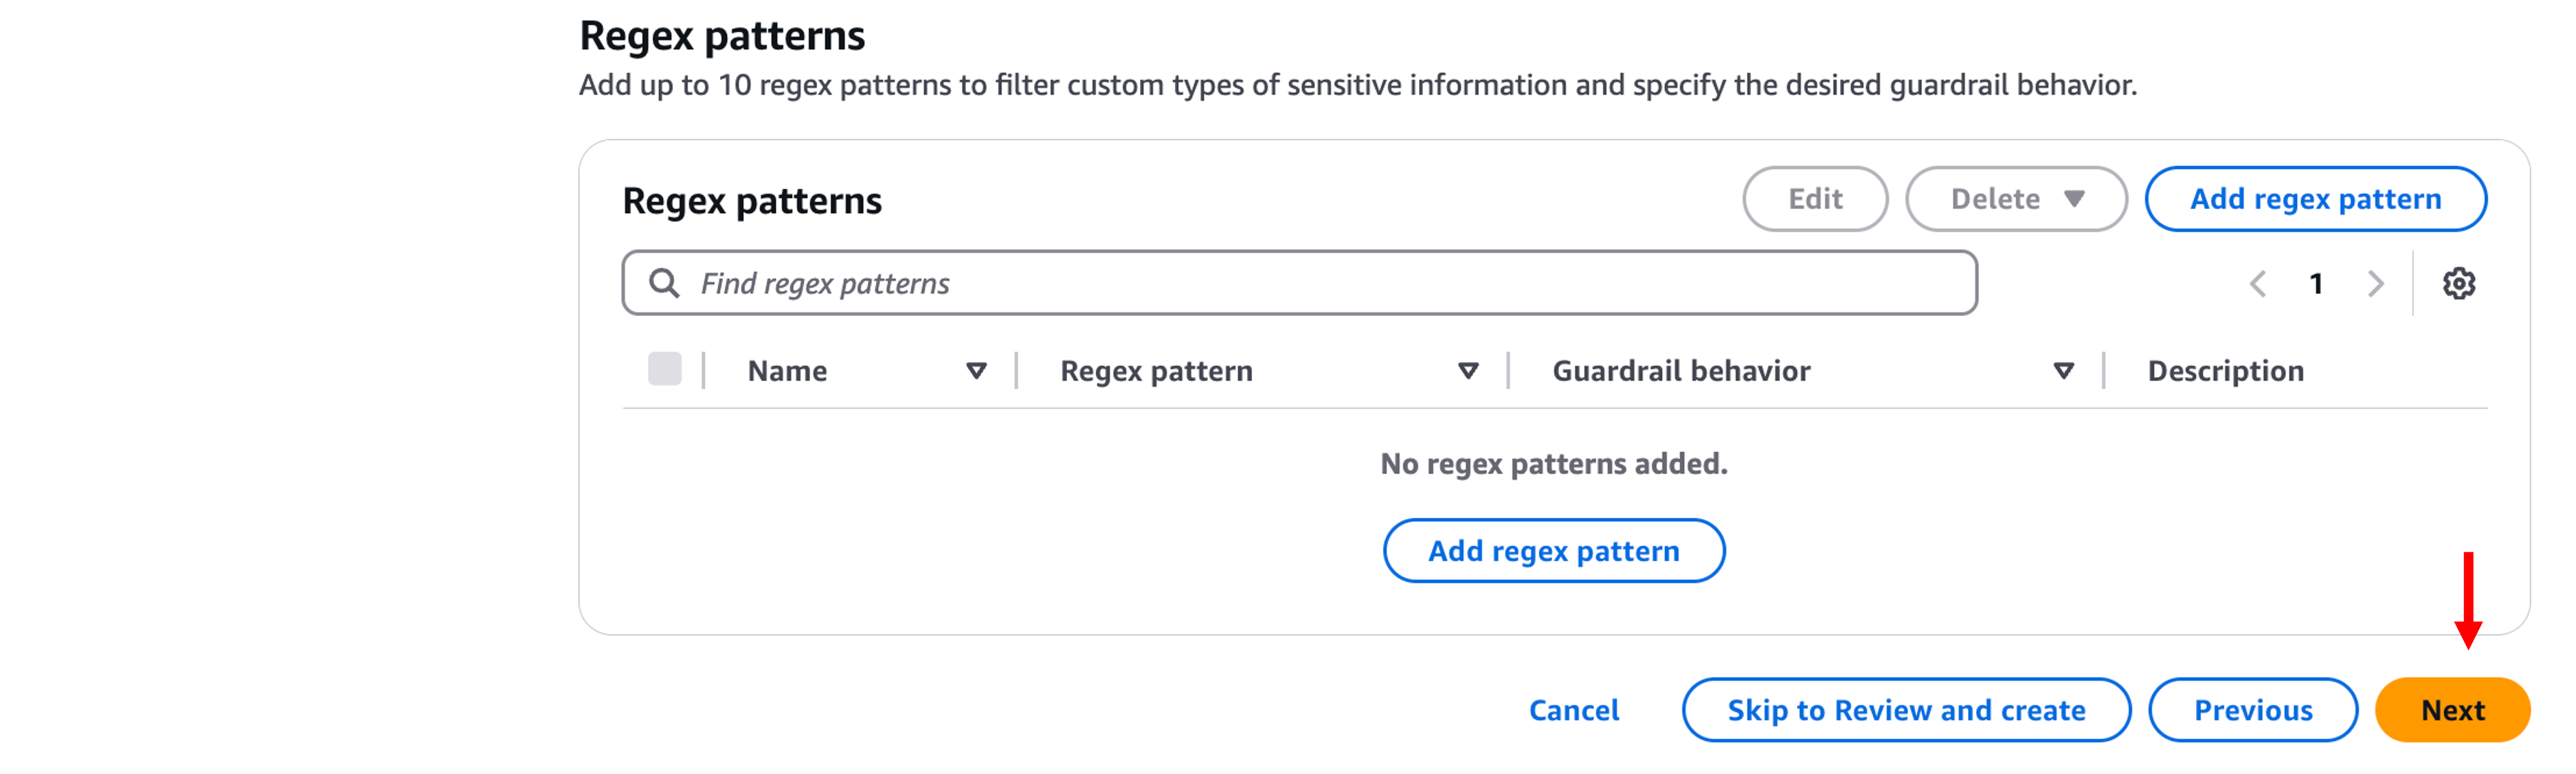 Regex patterns
Add up to 10 regex patterns to filter custom types of sensitive information and specify the desired guardrail behavior.
Regex patterns Edit Delete Add regex pattern
Find regex patterns 1
Name Regex pattern Guardrail behavior Description
No regex patterns added.
Add regex pattern
Cancel Skip to Review and create Previous Next